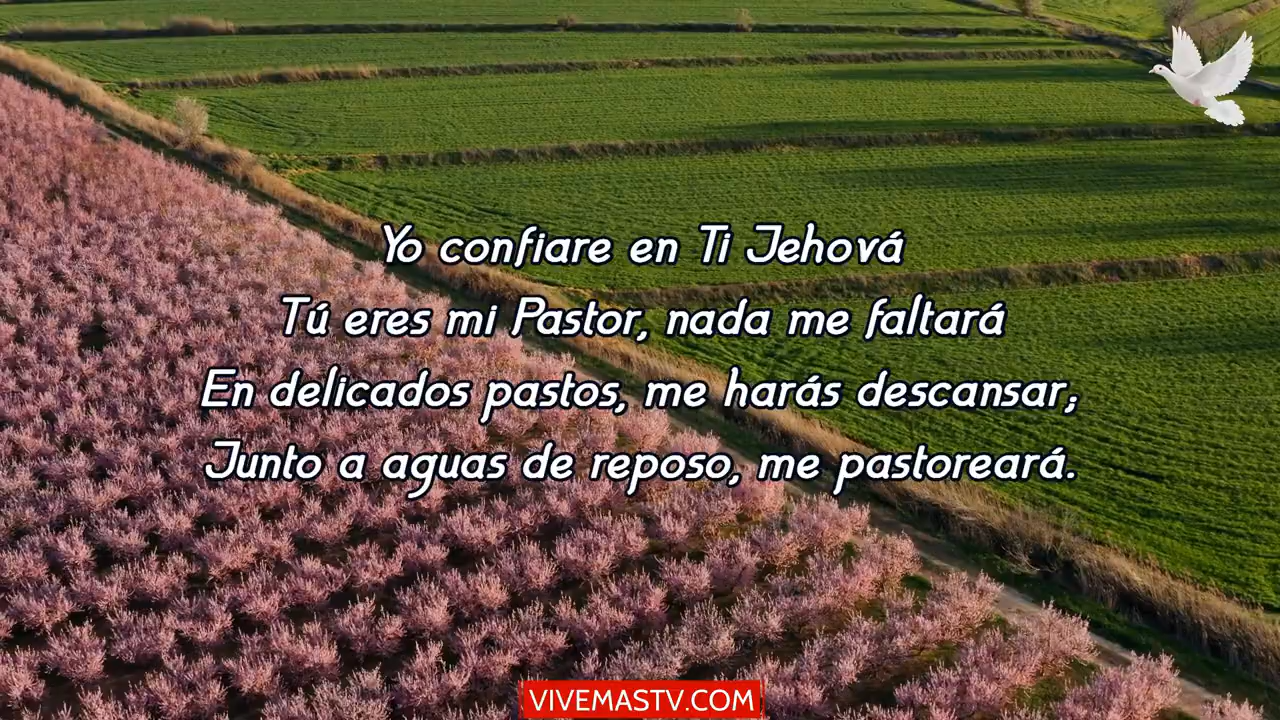 Yo confiare en Ti Jehová
Tú eres mi Pastor, nada me faltará
En delicados pastos, me harás descansar;
Junto a aguas de reposo, me pastoreará.
VIVEMASTV.COM